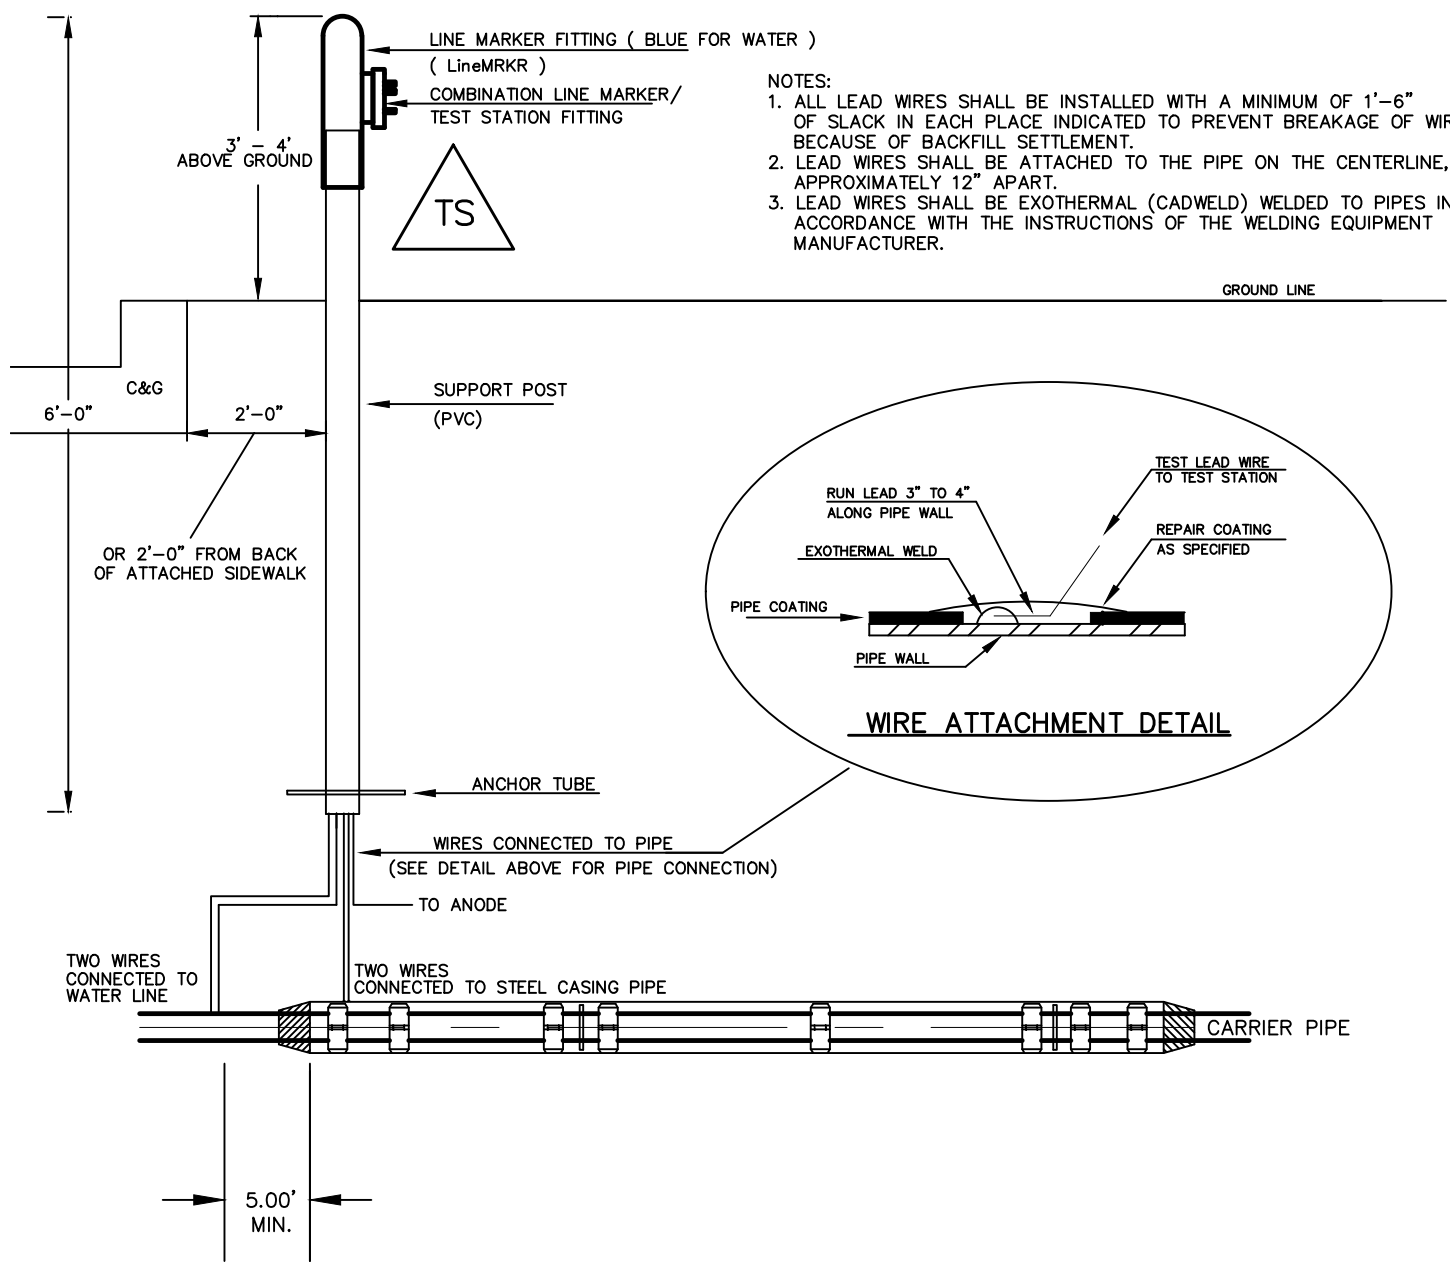 LINE MARKER FITTING ( BLUE FOR WATER )
( LineMRKR )
COMBINATION LINE MARKER/
TEST STATION FITTING
3' - 4'
ABOVE GROUND
TS
NOTES:
1. ALL LEAD WIRES SHALL BE INSTALLED WITH A MINIMUM OF 1'-6"
OF SLACK IN EACH PLACE INDICATED TO PREVENT BREAKAGE OF
BECAUSE OF BACKFILL SETTLEMENT.
2. LEAD WIRES SHALL BE ATTACHED TO THE PIPE ON THE CENTERLINE,
APPROXIMATELY 12" APART.
3. LEAD WIRES SHALL BE EXOTHERMAL (CADWELD) WELDED TO PIPES IN
ACCORDANCE WITH THE INSTRUCTIONS OF THE WELDING EQUIPMENT
MANUFACTURER.
GROUND LINE
C&G
6'-0"
2'-0"
SUPPORT POST
(PVC)
OR 2'-0" FROM BACK
OF ATTACHED SIDEWALK
TEST LEAD WIRE
TO TEST STATION
RUN LEAD 3" TO 4"
ALONG PIPE WALL
REPAIR COATING
AS SPECIFIED
EXOTHERMAL WELD
PIPE COATING
PIPE WALL
WIRE ATTACHMENT DETAIL
ANCHOR TUBE
WIRES CONNECTED TO PIPE
(SEE DETAIL ABOVE FOR PIPE CONNECTION)
TO ANODE
TWO WIRES
CONNECTED TO
WATER LINE
TWO WIRES
CONNECTED TO STEEL CASING PIPE
CARRIER PIPE
5.00'
MIN.